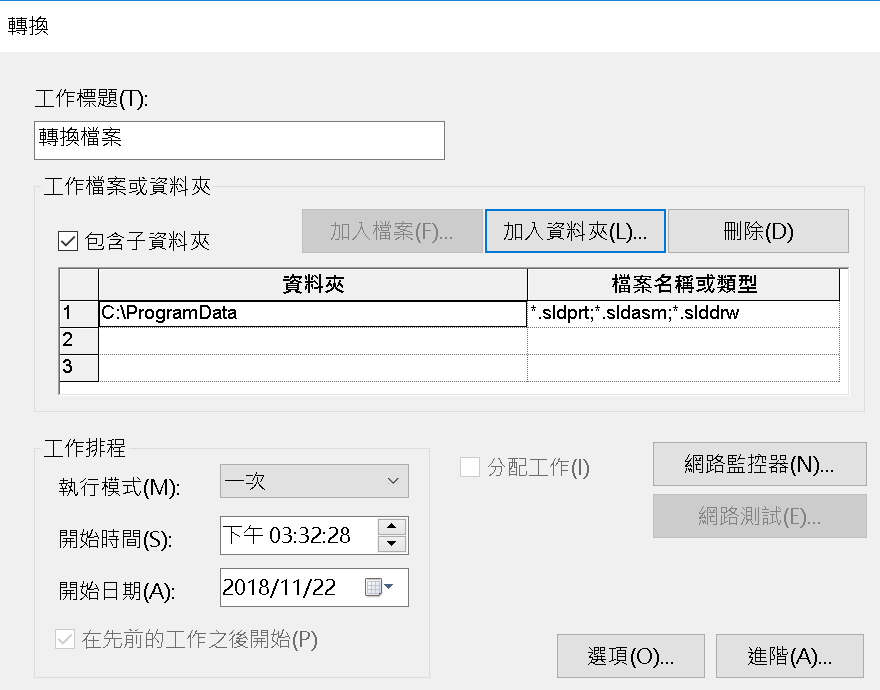 轉換
工作標題(T):
轉換檔案
工作檔案或資料夾
包含子資料夾 加入檔案(F)... 加入資料夾(L)... 刪除(D)
資料夾 檔案名稱或類型
1 C:\ProgramData *.sldprt;*.sldasm;*.slddrw
2
3
工作排程
執行模式(M): 一次
開始時間(S): 下午 03:32:28
開始日期(A): 2018/11/22
在先前的工作之後開始(P)
分配工作(I) 網路監控器(N)...
網路測試(E)...
選項(O)... 進階(A)...